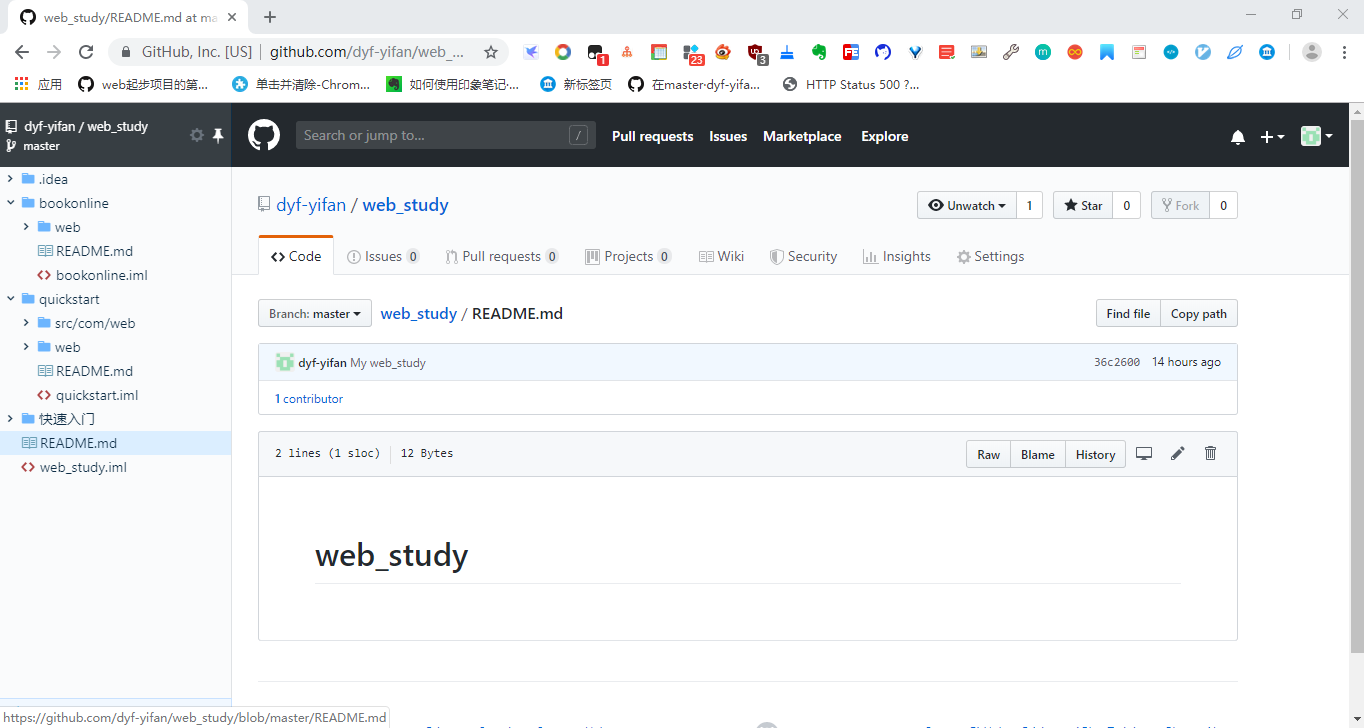 web_study/README.md at ma
GitHub, Inc. [US] | github.com/dyf-yifan/web_...
1
23
3
应用
web起步项目的第...
单击并清除-Chrom...
如何使用印象笔记·...
新标签页
在master·dyf-yifa...
HTTP Status 500 ?...
dyf-yifan / web_study
master
Search or jump to...
/
Pull requests
Issues
Marketplace
Explore
.idea
bookonline
web
README.md
bookonline.iml
quickstart
src/com/web
web
README.md
quickstart.iml
快速入门
README.md
web_study.iml
dyf-yifan / web_study
Unwatch 1
Star 0
Fork 0
Code
Issues 0
Pull requests 0
Projects 0
Wiki
Security
Insights
Settings
Branch: master
web_study / README.md
Find file
Copy path
dyf-yifan My web_study
36c2600 14 hours ago
1 contributor
2 lines (1 sloc) 12 Bytes
Raw
Blame
History
web_study
https://github.com/dyf-yifan/web_study/blob/master/README.md